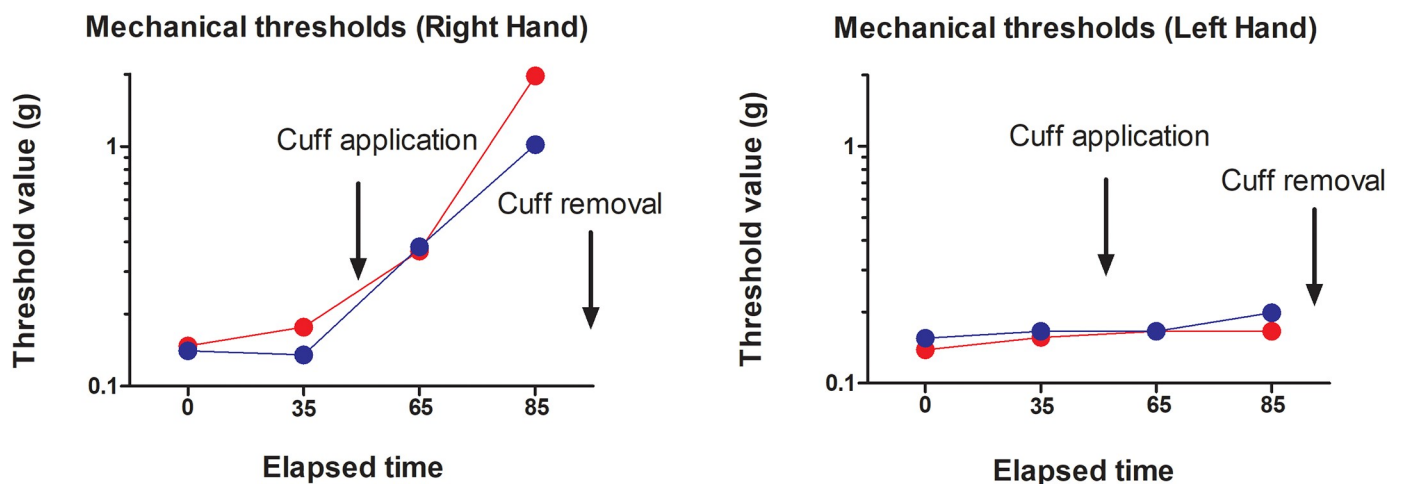 Mechanical thresholds (Right Hand)
Threshold value (g)
1
0.1
Cuff application
Cuff removal
0 35 65 85
Elapsed time
Mechanical thresholds (Left Hand)
Threshold value (g)
1
0.1
Cuff application
Cuff removal
0 35 65 85
Elapsed time